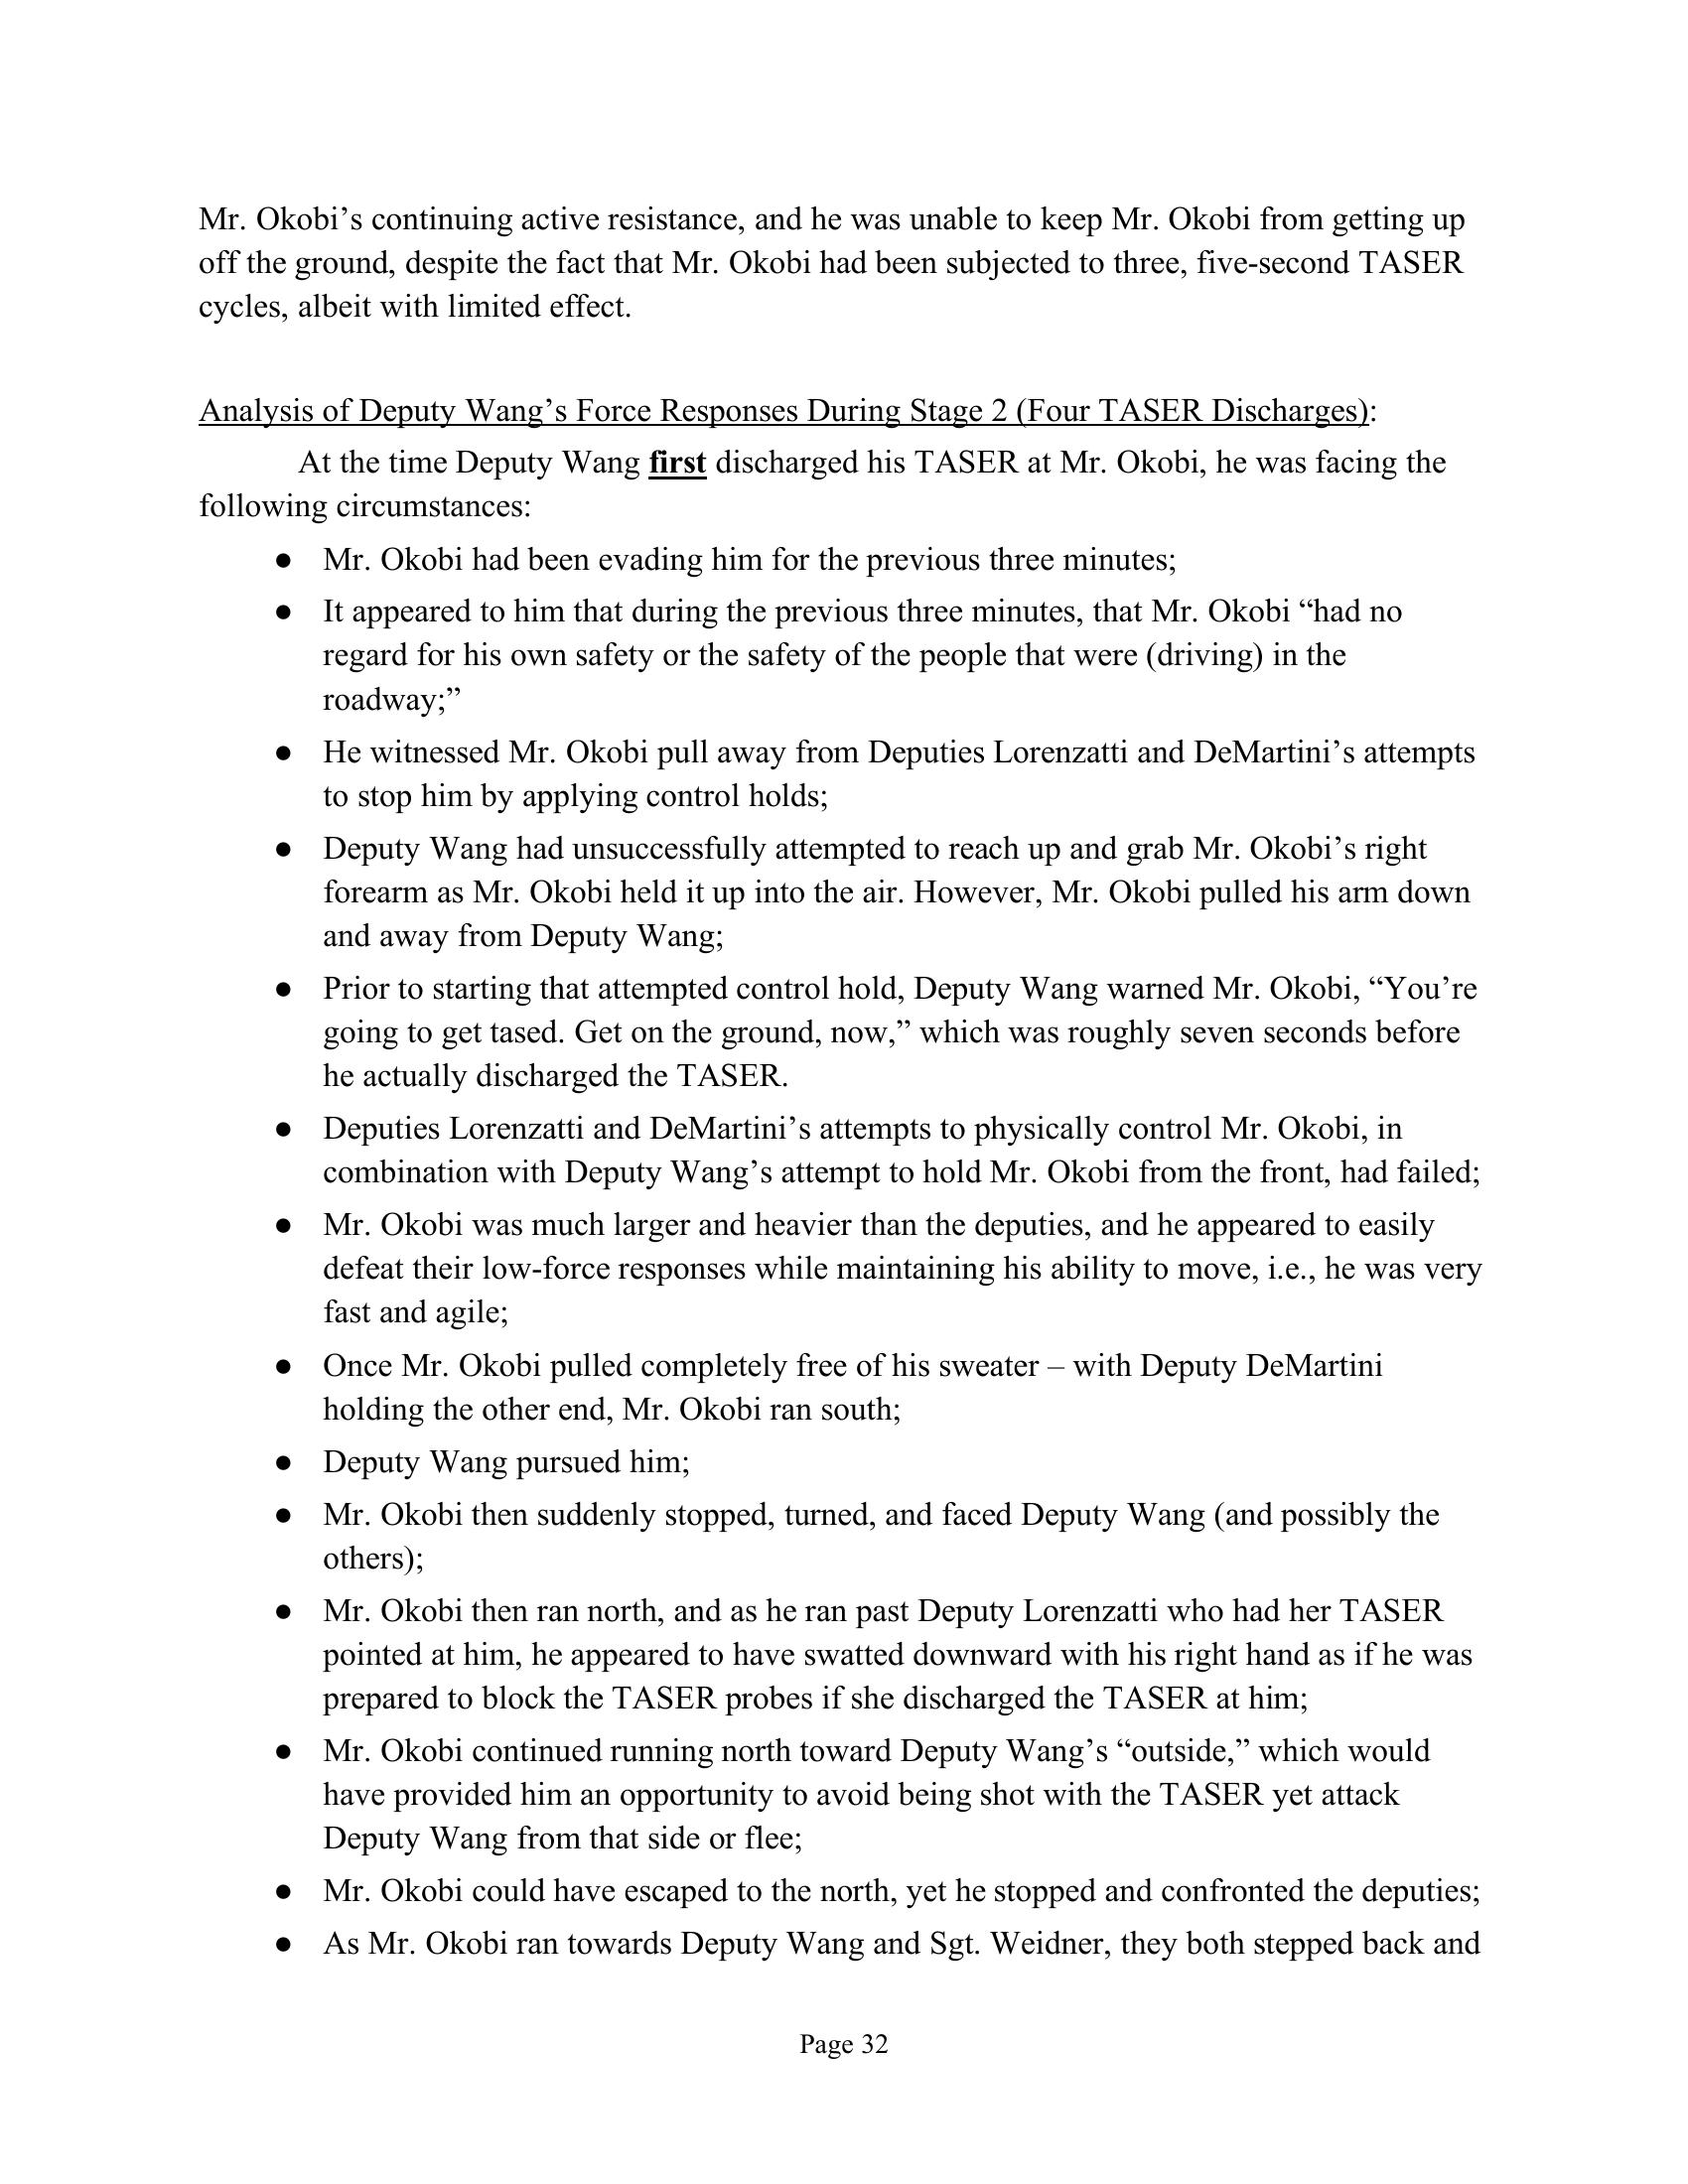 Mr. Okobi’s continuing active resistance, and he was unable to keep Mr. Okobi from getting up
off the ground, despite the fact that Mr. Okobi had been subjected to three, five-second TASER
cycles, albeit with limited effect.
Analysis of Deputy Wang’s Force Responses During Stage 2 (Four TASER Discharges):
At the time Deputy Wang first discharged his TASER at Mr. Okobi, he was facing the
following circumstances:
● Mr. Okobi had been evading him for the previous three minutes;
● It appeared to him that during the previous three minutes, that Mr. Okobi “had no
regard for his own safety or the safety of the people that were (driving) in the
roadway;”
● He witnessed Mr. Okobi pull away from Deputies Lorenzatti and DeMartini’s attempts
to stop him by applying control holds;
● Deputy Wang had unsuccessfully attempted to reach up and grab Mr. Okobi’s right
forearm as Mr. Okobi held it up into the air. However, Mr. Okobi pulled his arm down
and away from Deputy Wang;
● Prior to starting that attempted control hold, Deputy Wang warned Mr. Okobi, “You’re
going to get tased. Get on the ground, now,” which was roughly seven seconds before
he actually discharged the TASER.
● Deputies Lorenzatti and DeMartini’s attempts to physically control Mr. Okobi, in
combination with Deputy Wang’s attempt to hold Mr. Okobi from the front, had failed;
● Mr. Okobi was much larger and heavier than the deputies, and he appeared to easily
defeat their low-force responses while maintaining his ability to move, i.e., he was very
fast and agile;
● Once Mr. Okobi pulled completely free of his sweater – with Deputy DeMartini
holding the other end, Mr. Okobi ran south;
● Deputy Wang pursued him;
● Mr. Okobi then suddenly stopped, turned, and faced Deputy Wang (and possibly the
others);
● Mr. Okobi then ran north, and as he ran past Deputy Lorenzatti who had her TASER
pointed at him, he appeared to have swatted downward with his right hand as if he was
prepared to block the TASER probes if she discharged the TASER at him;
● Mr. Okobi continued running north toward Deputy Wang’s “outside,” which would
have provided him an opportunity to avoid being shot with the TASER yet attack
Deputy Wang from that side or flee;
● Mr. Okobi could have escaped to the north, yet he stopped and confronted the deputies;
● As Mr. Okobi ran towards Deputy Wang and Sgt. Weidner, they both stepped back and
Page 32